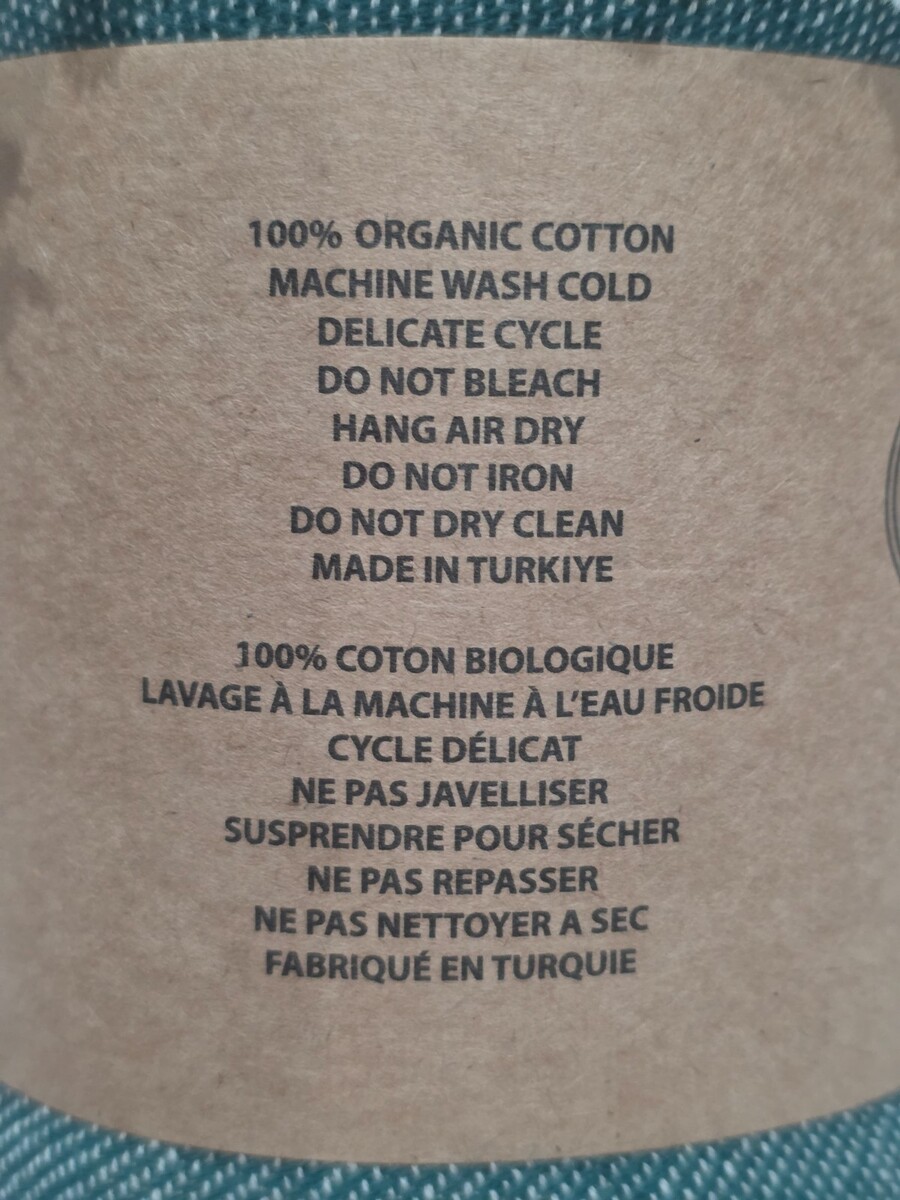 100% ORGANIC COTTON
MACHINE WASH COLD
DELICATE CYCLE
DO NOT BLEACH
HANG AIR DRY
DO NOT IRON
DO NOT DRY CLEAN
MADE IN TURKIYE
100% COTON BIOLOGIQUE
LAVAGE À LA MACHINE À L'EAU FROIDE
CYCLE DÉLICAT
NE PAS JAVELLISER
SUSPRENDRE POUR SÉCHER
NE PAS REPASSER
NE PAS NETTOYER A SEC
FABRIQUÉ EN TURQUIE